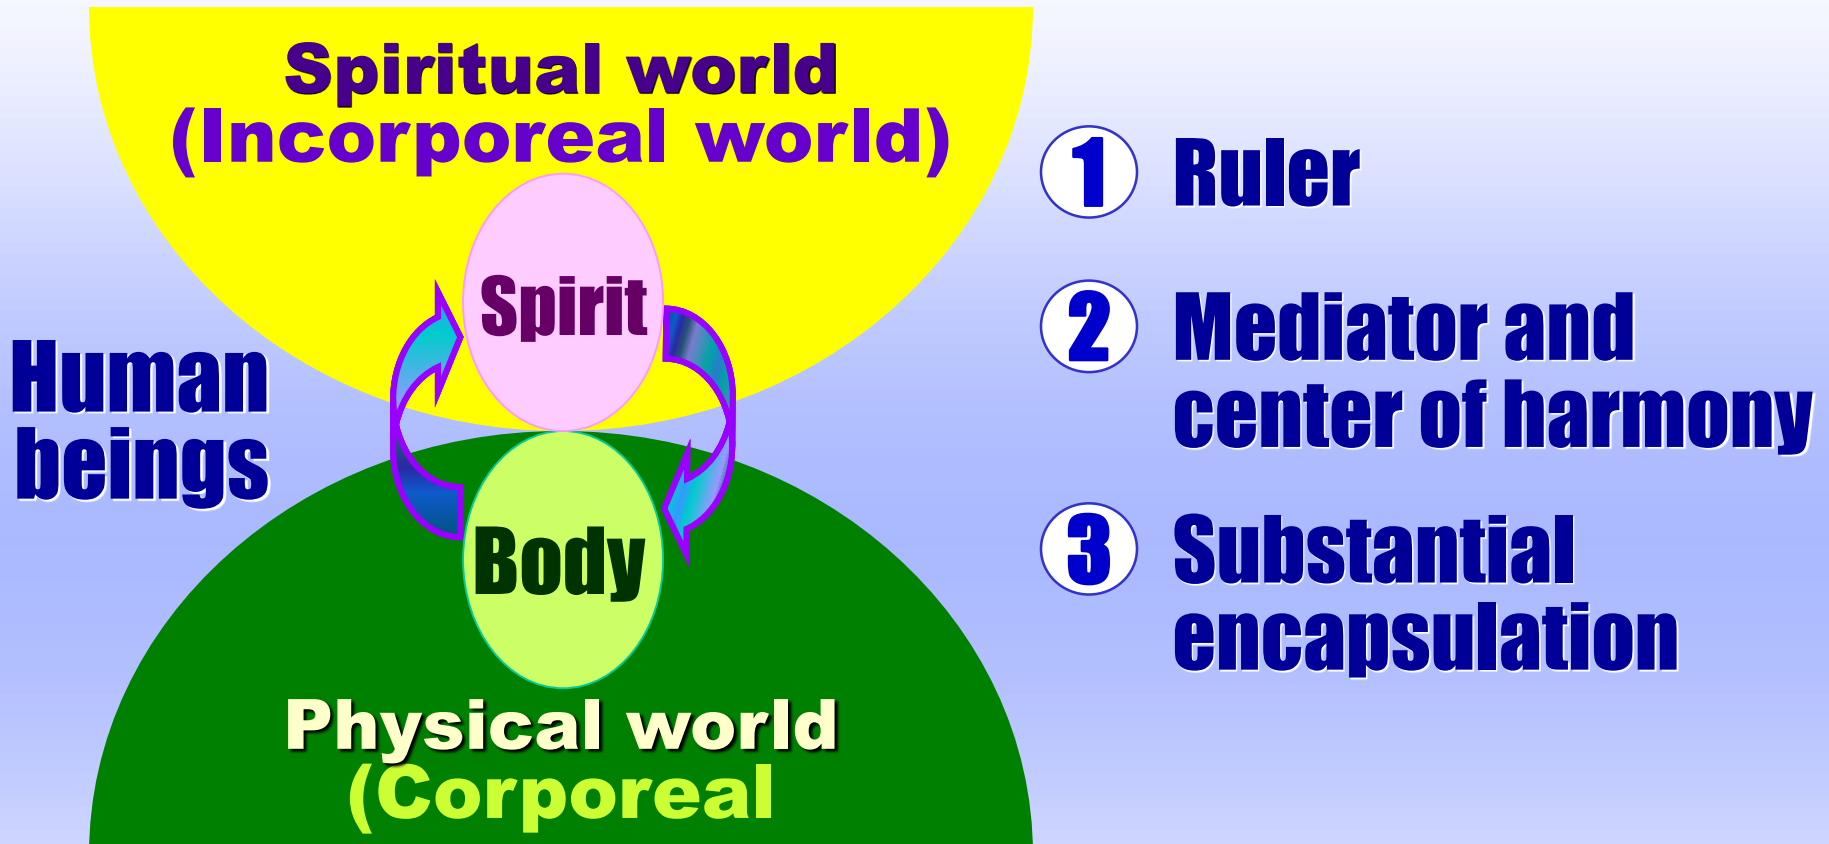 Spiritual world
(Incorporeal world)
Spirit
Human
beings
Body
Physical world
(Corporeal
1 Ruler
2 Mediator and
center of harmony
3 Substantial
encapsulation